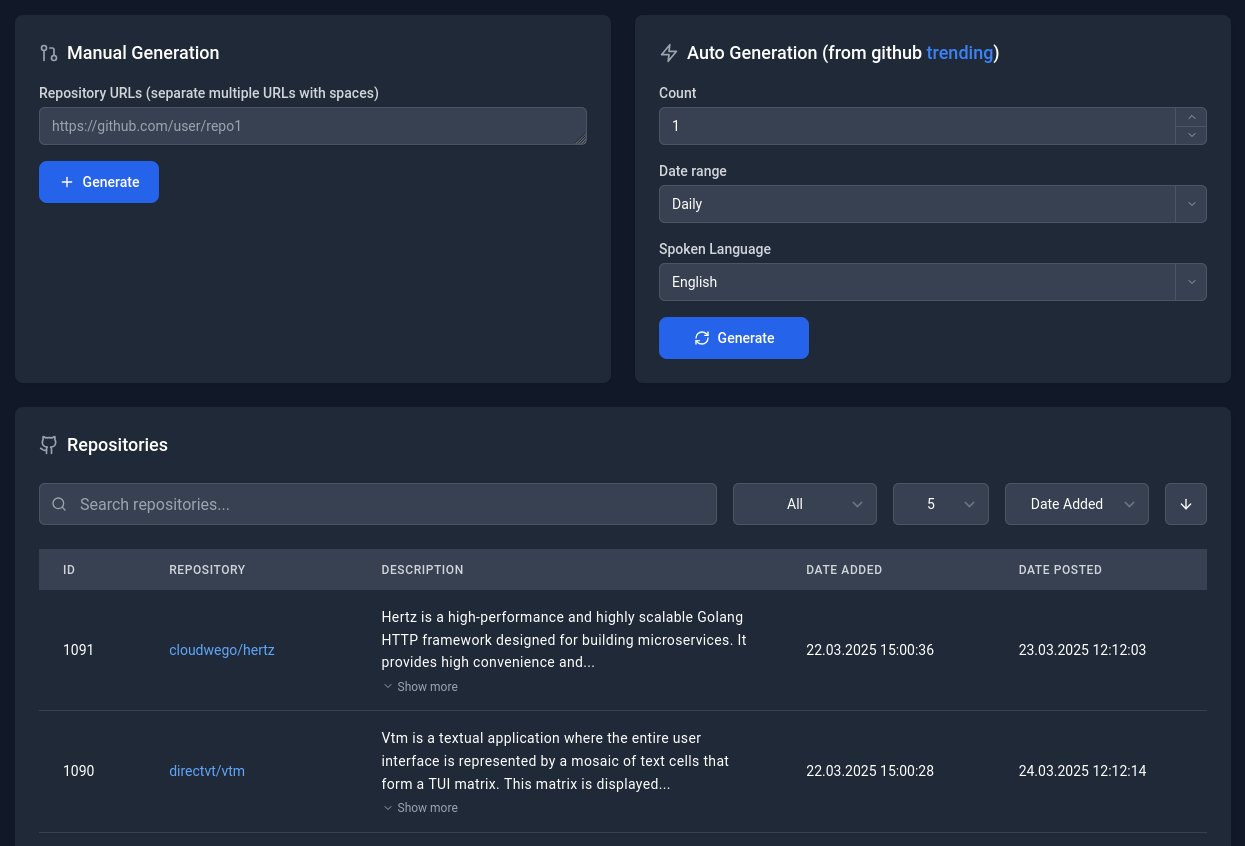 Manual Generation
Repository URLs (separate multiple URLs with spaces)
https://github.com/user/repo1
Generate
Auto Generation (from github trending)
Count
1
Date range
Daily
Spoken Language
English
Generate
Repositories
Search repositories...
All
5
Date Added
ID REPOSITORY DESCRIPTION DATE ADDED DATE POSTED
1091 cloudwego/hertz
Hertz is a high-performance and highly scalable Golang
HTTP framework designed for building microservices. It
provides high convenience and...
Show more
22.03.2025 15:00:36
23.03.2025 12:12:03
1090 directvt/vtm
Vtm is a textual application where the entire user
interface is represented by a mosaic of text cells that
form a TUI matrix. This matrix is displayed...
Show more
22.03.2025 15:00:28
24.03.2025 12:12:14